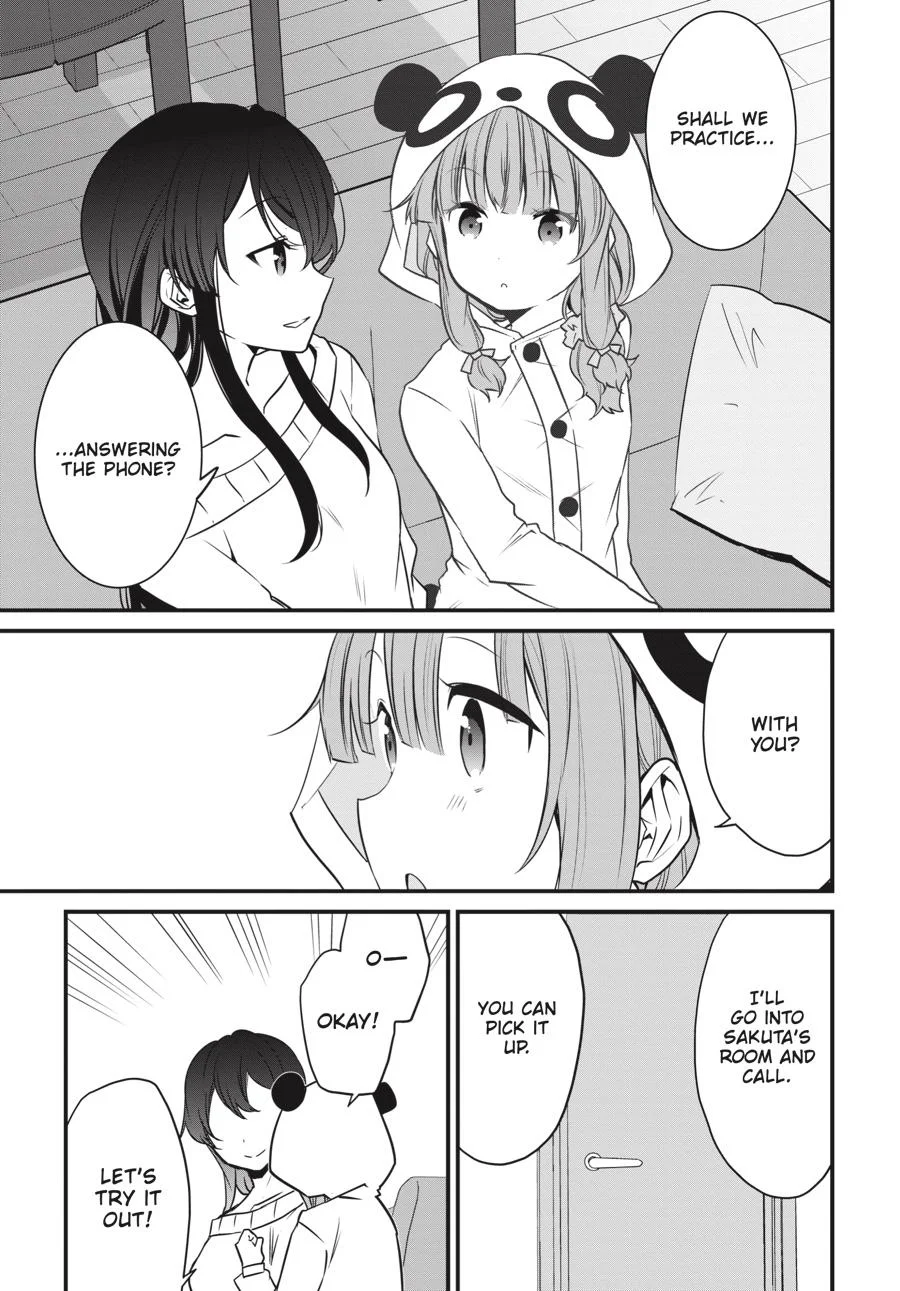 SHALL WE
PRACTICE...
...ANSWERING
THE PHONE?
WITH
YOU?
I'LL
GO INTO
SAKUTA'S
ROOM AND
CALL.
YOU CAN
PICK IT
UP.
O—
OKAY!
LET'S
TRY IT
OUT!